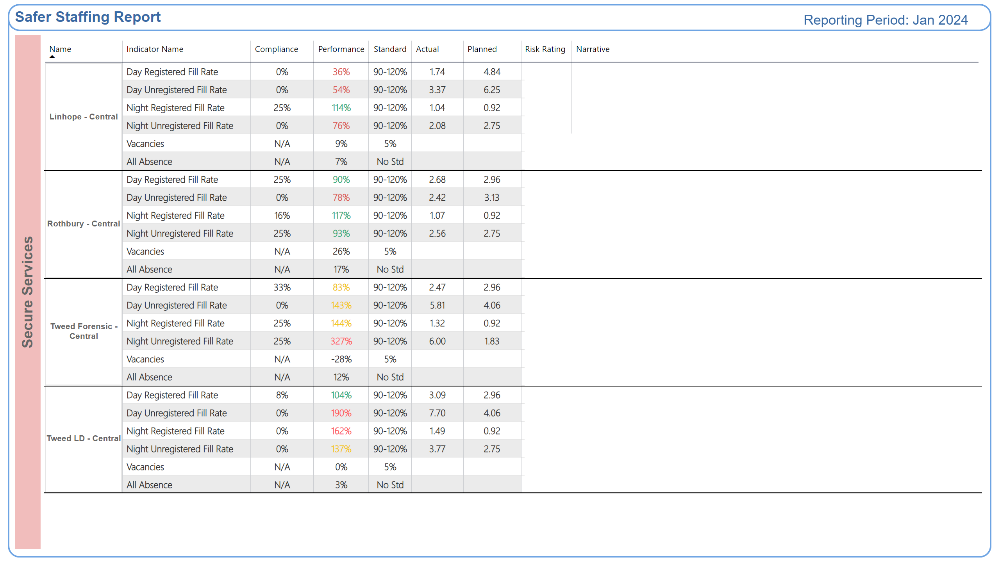 Safer Staffing Report
Reporting Period: Jan 2024
Secure Services
Name Indicator Name Compliance Performance Standard Actual Planned Risk Rating Narrative
Linhope - Central
Day Registered Fill Rate 0% 36% 90-120% 1.74 4.84
Day Unregistered Fill Rate 0% 54% 90-120% 3.37 6.25
Night Registered Fill Rate 25% 114% 90-120% 1.04 0.92
Night Unregistered Fill Rate 0% 76% 90-120% 2.08 2.75
Vacancies N/A 9% 5%
All Absence N/A 7% No Std
Rothbury - Central
Day Registered Fill Rate 25% 90% 90-120% 2.68 2.96
Day Unregistered Fill Rate 0% 78% 90-120% 2.42 3.13
Night Registered Fill Rate 16% 117% 90-120% 1.07 0.92
Night Unregistered Fill Rate 25% 93% 90-120% 2.56 2.75
Vacancies N/A 26% 5%
All Absence N/A 17% No Std
Tweed Forensic -
Central
Day Registered Fill Rate 33% 83% 90-120% 2.47 2.96
Day Unregistered Fill Rate 0% 143% 90-120% 5.81 4.06
Night Registered Fill Rate 25% 144% 90-120% 1.32 0.92
Night Unregistered Fill Rate 25% 327% 90-120% 6.00 1.83
Vacancies N/A -28% 5%
All Absence N/A 12% No Std
Tweed LD - Central
Day Registered Fill Rate 8% 104% 90-120% 3.09 2.96
Day Unregistered Fill Rate 0% 190% 90-120% 7.70 4.06
Night Registered Fill Rate 0% 162% 90-120% 1.49 0.92
Night Unregistered Fill Rate 0% 137% 90-120% 3.77 2.75
Vacancies N/A 0% 5%
All Absence N/A 3% No Std